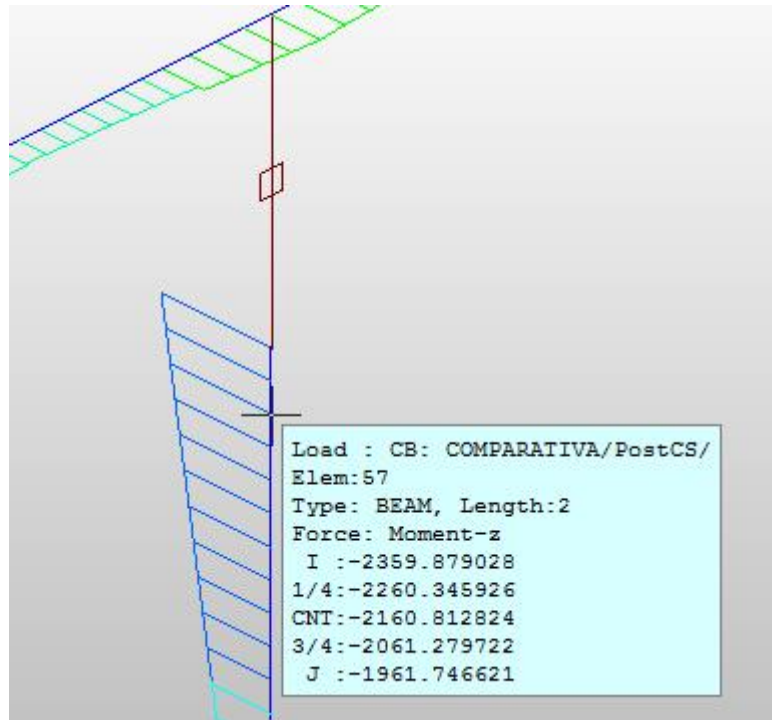 Load : CB: COMPARATIVA/PostCS/
Elem:57
Type: BEAM, Length:2
Force: Moment-z
I :-2359.879028
1/4:-2260.345926
CNT:-2160.812824
3/4:-2061.279722
J :-1961.746621